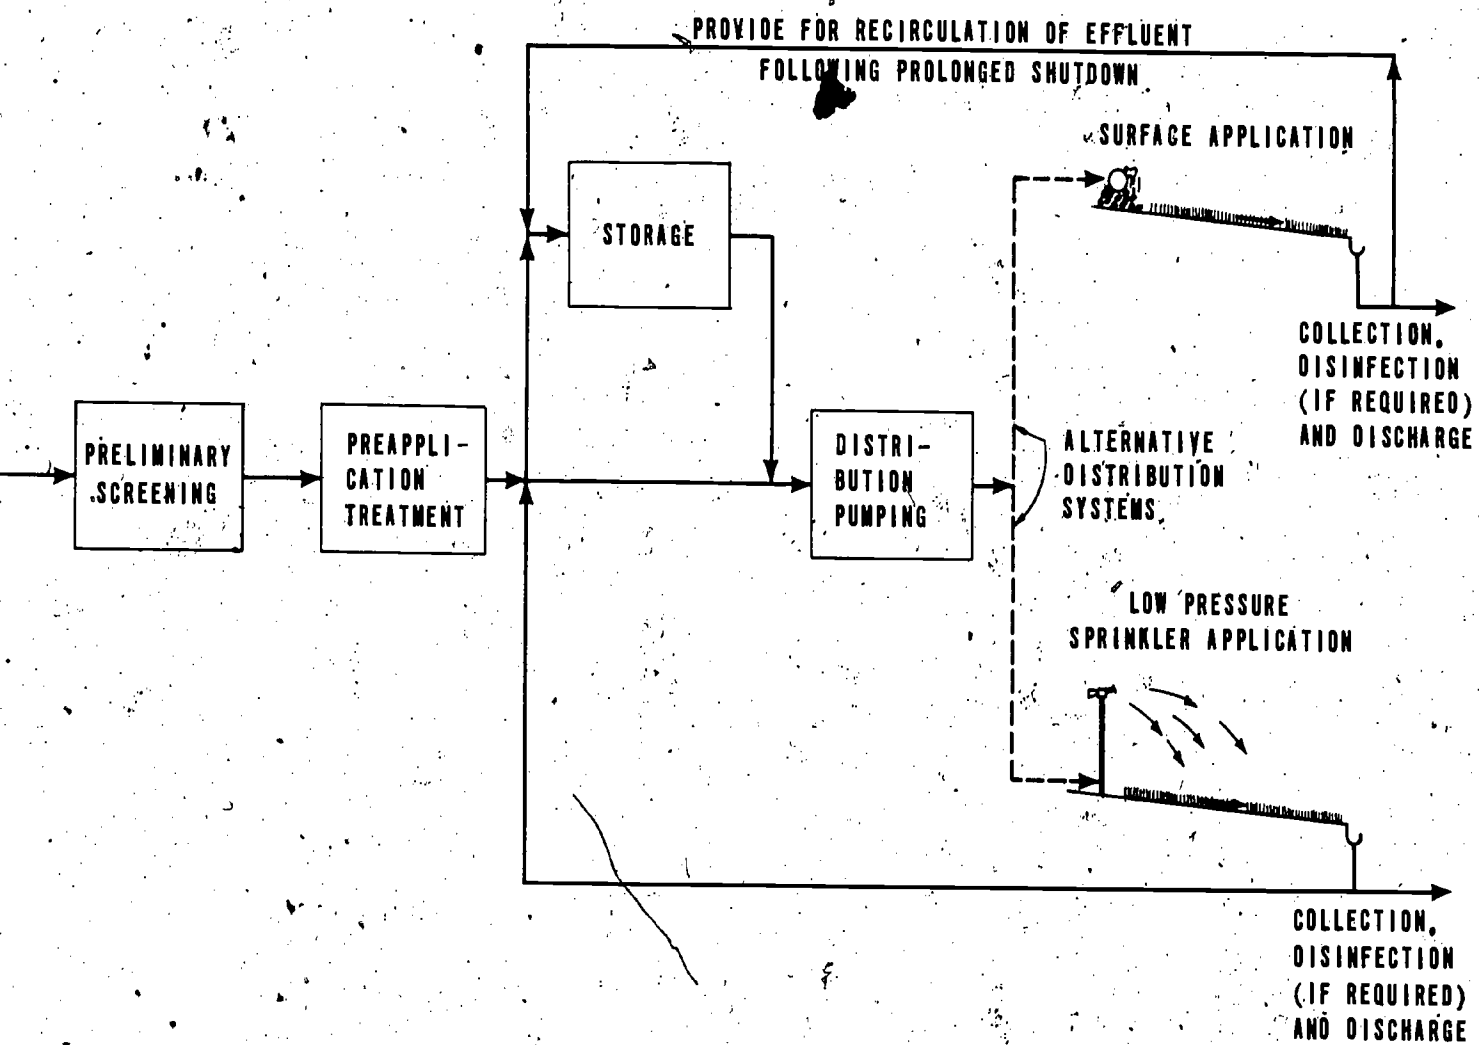 PROVIDE FOR RECIRCULATION OF EFFLUENT
FOLLOWING PROLONGED SHUTDOWN
SURFACE APPLICATION
STORAGE
COLLECTION,
DISINFECTION
(IF REQUIRED)
AND DISCHARGE
PRELIMINARY
SCREENING
PREAPPLI-
CATION
TREATMENT
DISTRI-
BUTION
PUMPING
ALTERNATIVE
DISTRIBUTION
SYSTEMS
LOW PRESSURE
SPRINKLER APPLICATION
COLLECTION,
DISINFECTION
(IF REQUIRED)
AND DISCHARGE